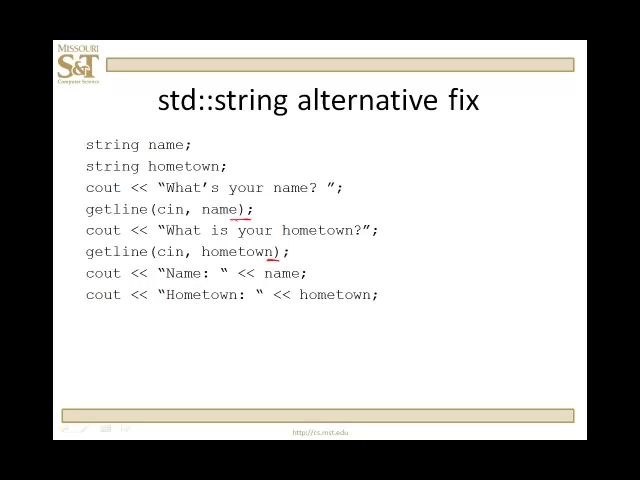 MISSOURI
S&T
Computer Science
std::string alternative fix
string name;
string hometown;
cout << “What’s your name? ”;
getline(cin, name);
cout << “What is your hometown?”;
getline(cin, hometown);
cout << “Name: “ << name;
cout << “Hometown: “ << hometown;
http://cs.mst.edu